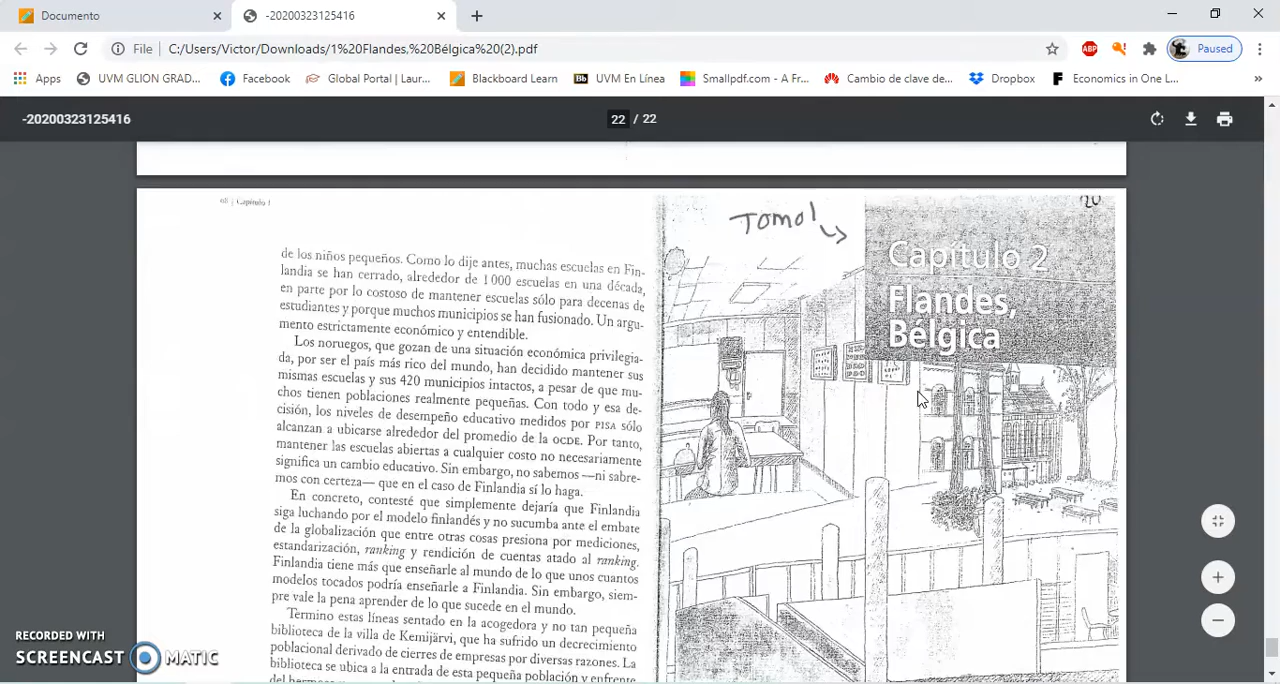 Documento
-20200323125416
File
C:/Users/Victor/Downloads/1%20Flandes,%20Bélgica%20(2).pdf
ABP
Paused
Apps
UVM GLION GRAD...
Facebook
Global Portal | Laur...
Blackboard Learn
Bb UVM En Línea
Smallpdf.com - A Fr...
Cambio de clave de...
Dropbox
F Economics in One L...
»
-20200323125416
22 / 22
68 | Capítulo 1
de los niños pequeños. Como lo dije antes, muchas escuelas en Fin-
landia se han cerrado, alrededor de 1 000 escuelas en una década,
en parte por lo costoso de mantener escuelas sólo para decenas de
estudiantes y porque muchos municipios se han fusionado. Un argu-
mento estrictamente económico y entendible.
Los noruegos, que gozan de una situación económica privilegia-
da, por ser el país más rico del mundo, han decidido mantener sus
mismas escuelas y sus 420 municipios intactos, a pesar de que mu-
chos tienen poblaciones realmente pequeñas. Con todo y esa de-
cisión, los niveles de desempeño educativo medidos por PISA sólo
alcanzan a ubicarse alrededor del promedio de la OCDE. Por tanto,
mantener las escuelas abiertas a cualquier costo no necesariamente
significa un cambio educativo. Sin embargo, no sabemos —ni sabre-
mos con certeza— que en el caso de Finlandia sí lo haga.
En concreto, contesté que simplemente dejaría que Finlandia
siga luchando por el modelo finlandés y no sucumba ante el embate
de la globalización que entre otras cosas presiona por mediciones,
estandarización, ranking y rendición de cuentas atado al ranking.
Finlandia tiene más que enseñarle al mundo de lo que unos cuantos
modelos tocados podría enseñarle a Finlandia. Sin embargo, siem-
pre vale la pena aprender de lo que sucede en el mundo.
Termino estas líneas sentado en la acogedora y no tan pequeña
biblioteca de la villa de Kemijärvi, que ha sufrido un decrecimiento
poblacional derivado de cierres de empresas por diversas razones. La
biblioteca se ubica a la entrada de esta pequeña población y enfrente
Tomo 1
Capítulo 2
Flandes,
Bélgica
RECORDED WITH
SCREENCAST MATIC